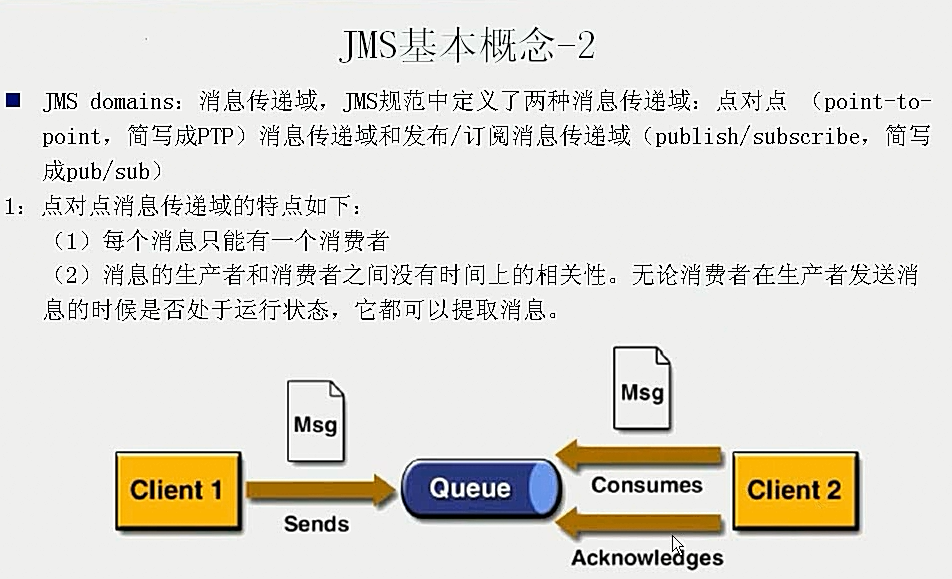 JMS基本概念-2
■ JMS domains：消息传递域，JMS规范中定义了两种消息传递域：点对点 （point-to-
point，简写成PTP）消息传递域和发布/订阅消息传递域（publish/subscribe，简写
成pub/sub）
1：点对点消息传递域的特点如下：
（1）每个消息只能有一个消费者
（2）消息的生产者和消费者之间没有时间上的相关性。无论消费者在生产者发送消
息的时候是否处于运行状态，它都可以提取消息。
Msg
Msg
Client 1
Sends
Queue
Consumes
Client 2
Acknowledges